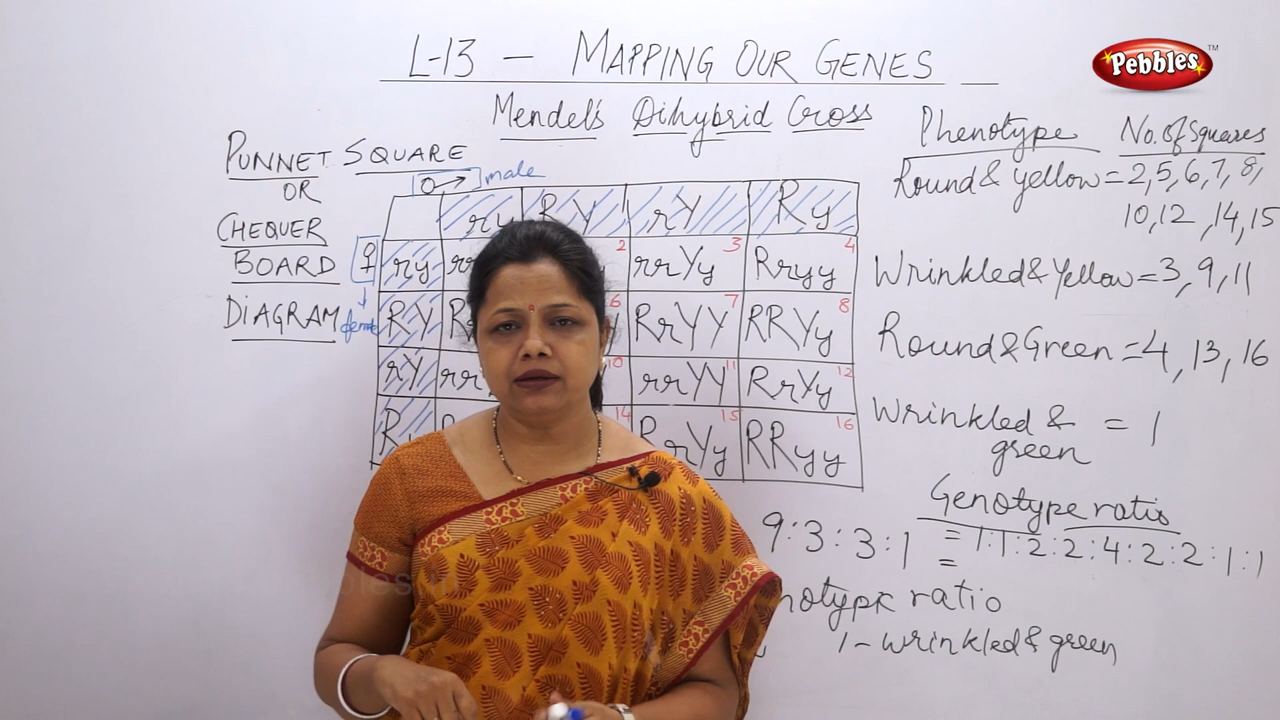 L-13 — MAPPING OUR GENES
Pebbles TM
Mendel's Dihybrid Cross
PUNNET SQUARE
OR
CHEQUER
BOARD
DIAGRAM
♂ male
♀
ry RY rY Ry
ry 2 rrYy 3 Rryy 4
RY 6 RrYY 7 RRYy 8
rY 10 rrYY 11 RrYy 12
14 RrYy 15 RRyy 16
Phenotype No. of Squares
Round & yellow = 2, 5, 6, 7, 8,
10, 12, 14, 15
Wrinkled & Yellow = 3, 9, 11
Round & Green = 4, 13, 16
Wrinkled & = 1
green
Genotype ratio
9:3:3:1 = 1:1:2:2:4:2:2:1:1
=
ratio
1 - wrinkled & green